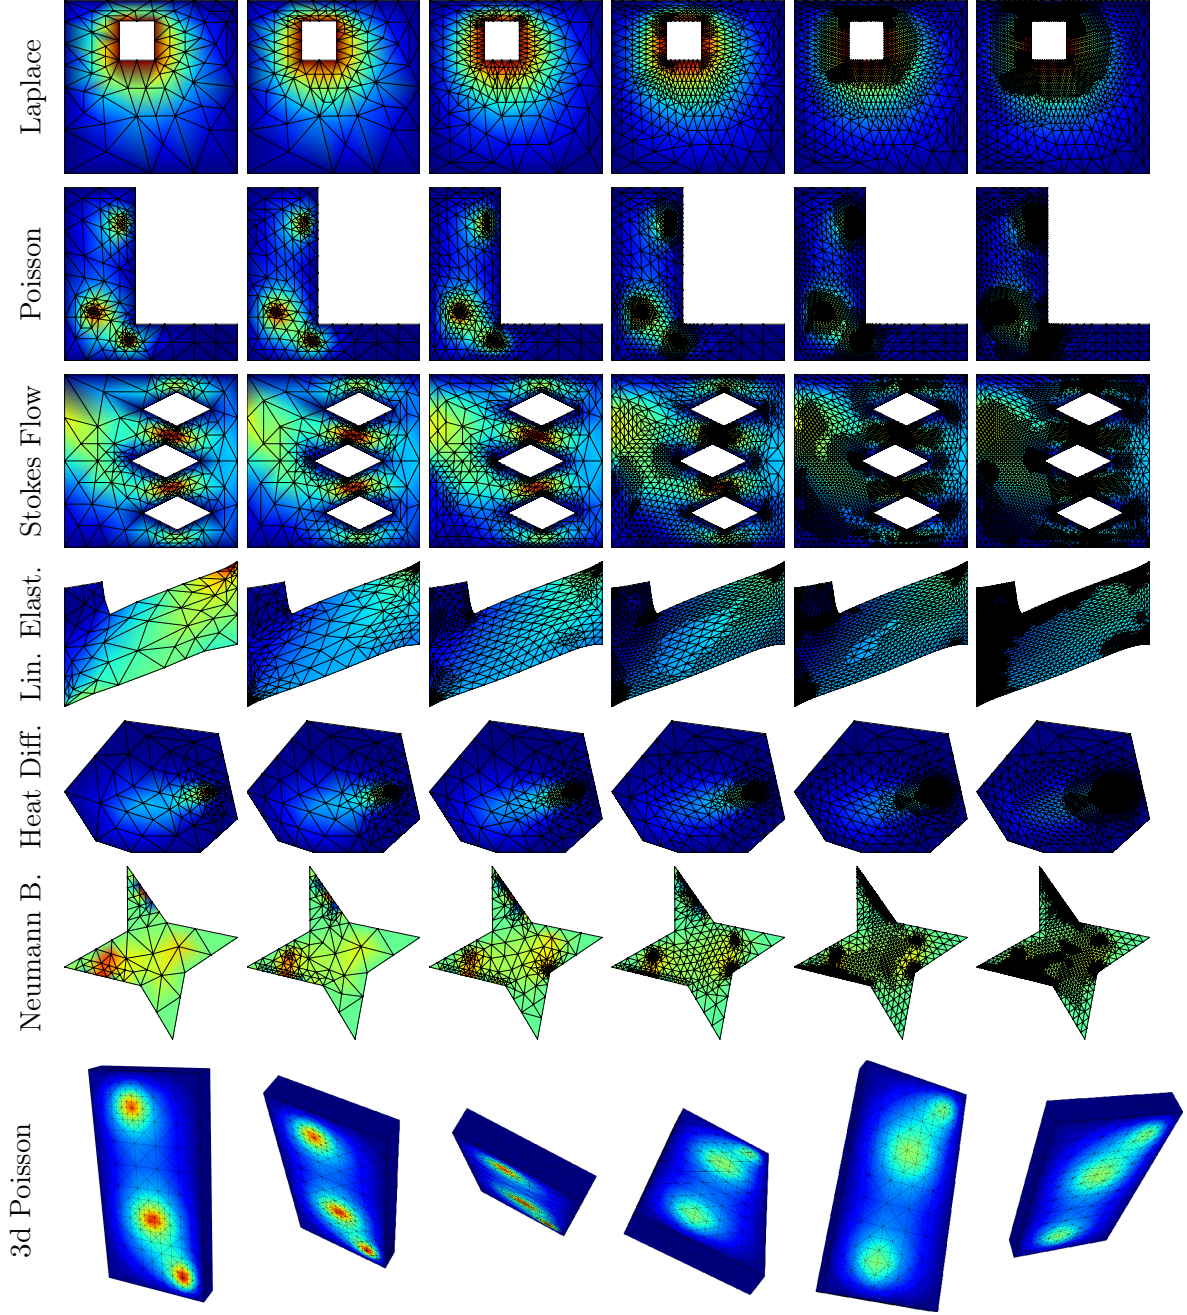 Laplace
Poisson
Stokes Flow
Lin. Elast.
Heat Diff.
Neumann B.
3d Poisson